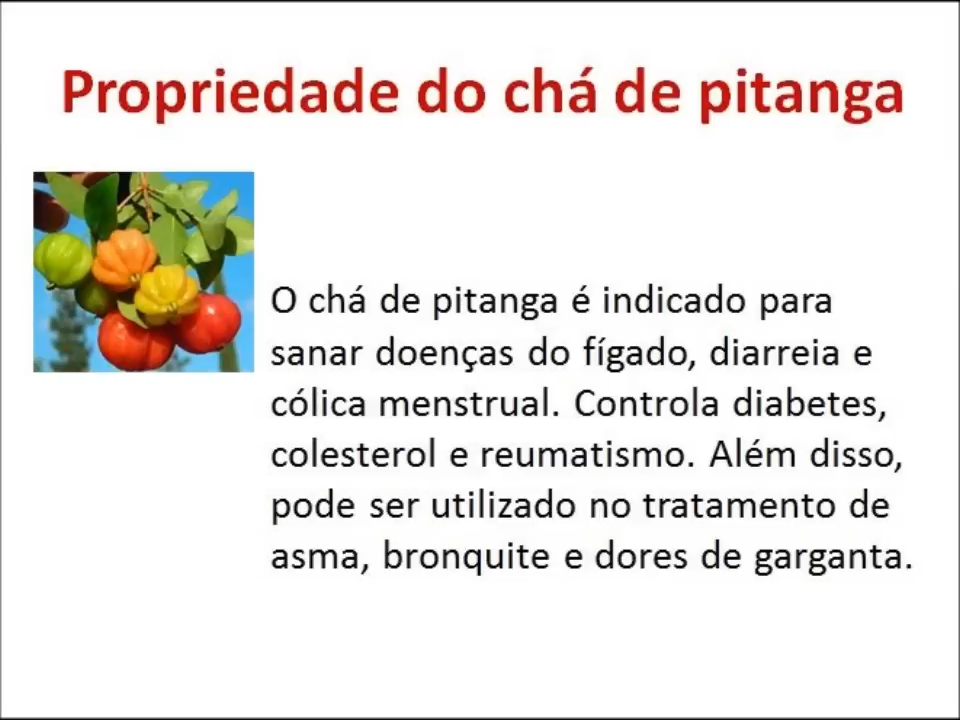 Propriedade do chá de pitanga
O chá de pitanga é indicado para
sanar doenças do fígado, diarreia e
cólica menstrual. Controla diabetes,
colesterol e reumatismo. Além disso,
pode ser utilizado no tratamento de
asma, bronquite e dores de garganta.